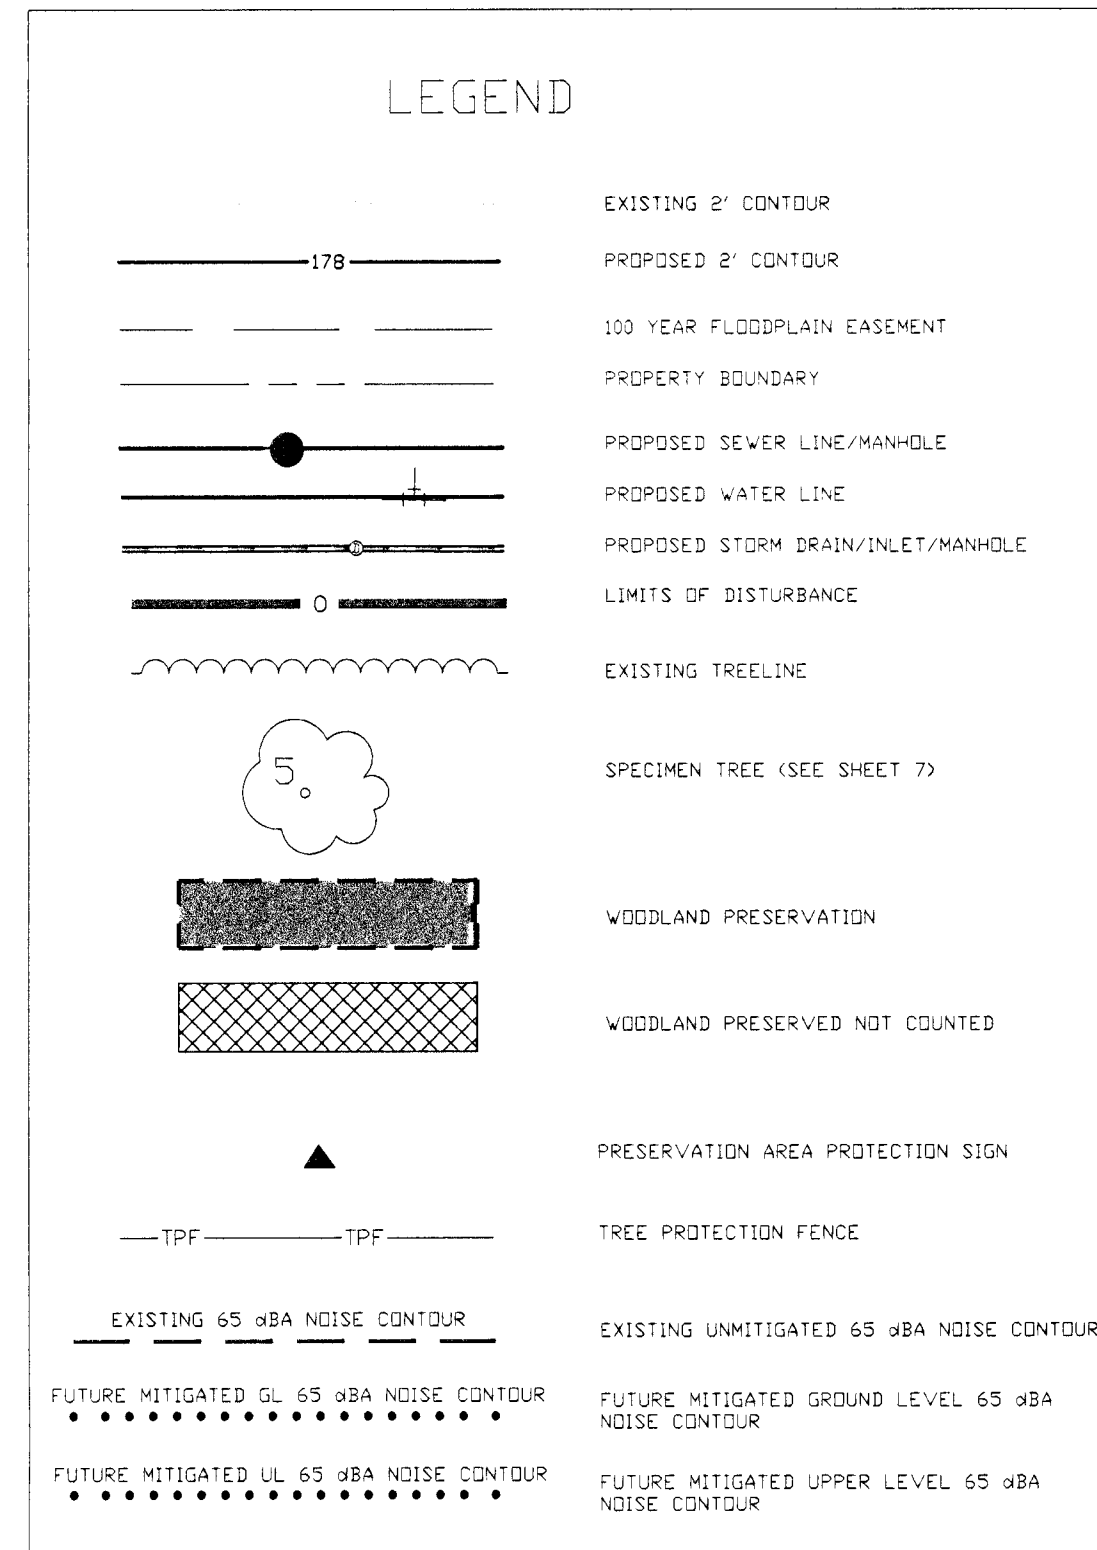 LEGEND
EXISTING 2' CONTOUR
178
PROPOSED 2' CONTOUR
100 YEAR FLOODPLAIN EASEMENT
PROPERTY BOUNDARY
PROPOSED SEWER LINE/MANHOLE
PROPOSED WATER LINE
D
PROPOSED STORM DRAIN/INLET/MANHOLE
O
LIMITS OF DISTURBANCE
EXISTING TREELINE
5
SPECIMEN TREE (SEE SHEET 7)
WOODLAND PRESERVATION
WOODLAND PRESERVED NOT COUNTED
PRESERVATION AREA PROTECTION SIGN
TPF TPF
TREE PROTECTION FENCE
EXISTING 65 dBA NOISE CONTOUR
EXISTING UNMITIGATED 65 dBA NOISE CONTOUR
FUTURE MITIGATED GL 65 dBA NOISE CONTOUR
FUTURE MITIGATED GROUND LEVEL 65 dBA
NOISE CONTOUR
FUTURE MITIGATED UL 65 dBA NOISE CONTOUR
FUTURE MITIGATED UPPER LEVEL 65 dBA
NOISE CONTOUR